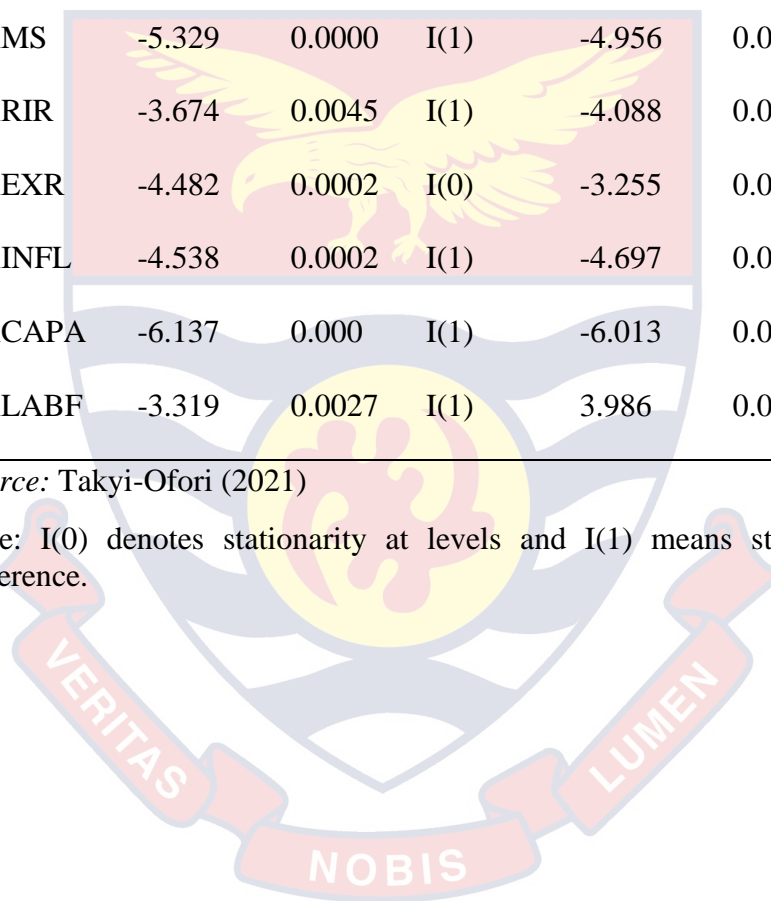 MS -5.329 0.0000 I(1) -4.956 0.0
RIR -3.674 0.0045 I(1) -4.088 0.0
EXR -4.482 0.0002 I(0) -3.255 0.0
INFL -4.538 0.0002 I(1) -4.697 0.0
CAPA -6.137 0.000 I(1) -6.013 0.0
LABF -3.319 0.0027 I(1) 3.986 0.0
rce: Takyi-Ofori (2021)
e: I(0) denotes stationarity at levels and I(1) means st
erence.
VERITAS
NOBIS
LUMEN